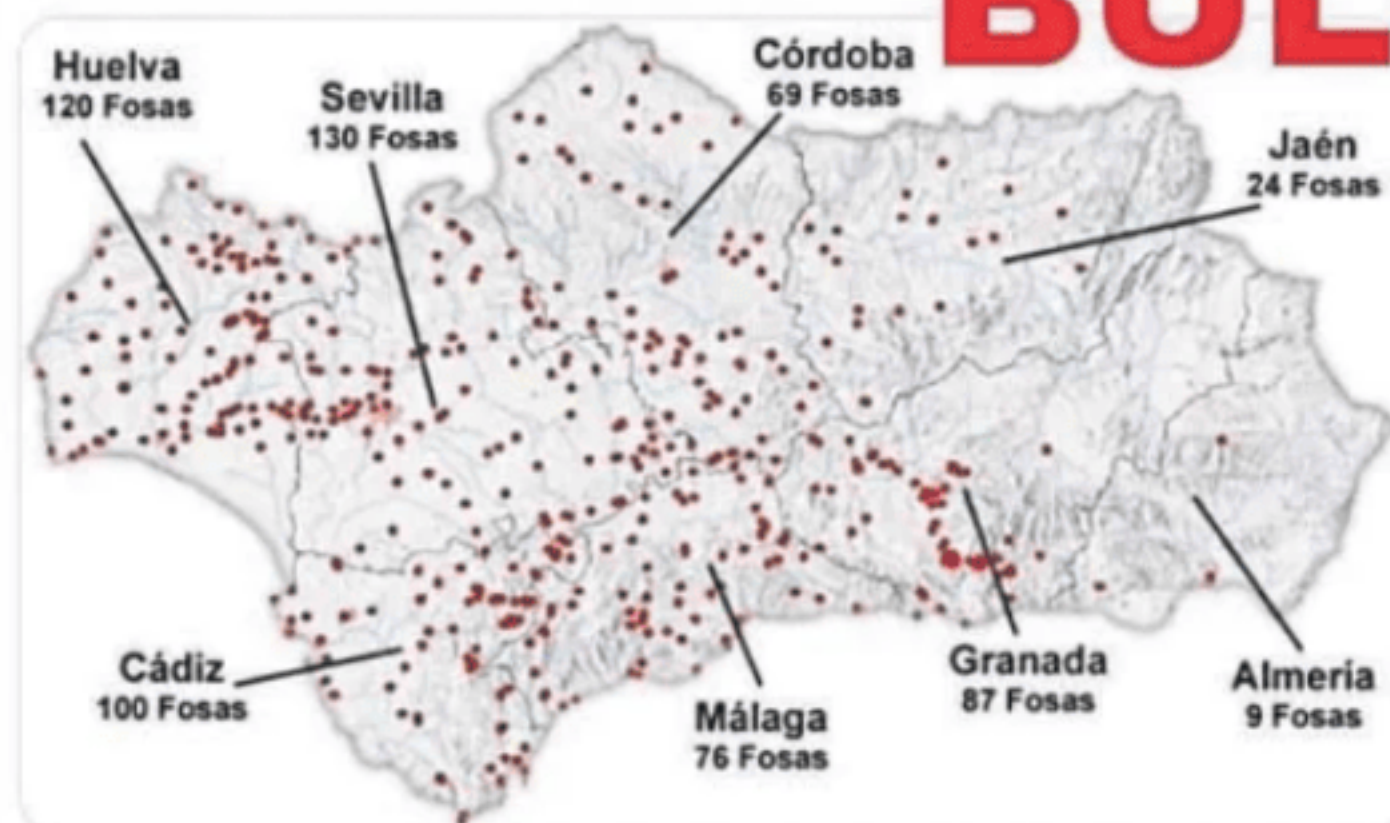 BUL
Huelva
120 Fosas
Sevilla
130 Fosas
Córdoba
69 Fosas
Jaén
24 Fosas
Cádiz
100 Fosas
Málaga
76 Fosas
Granada
87 Fosas
Almería
9 Fosas